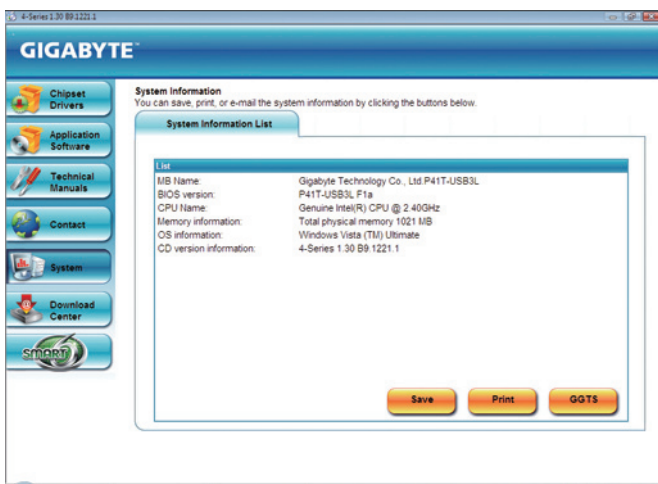 4-Series 1.30 B9.1221.1
GIGABYTE™
Chipset
Drivers
Application
Software
Technical
Manuals
Contact
System
Download
Center
SMART 6
System Information
You can save, print, or e-mail the system information by clicking the buttons below.
System Information List
List
MB Name: Gigabyte Technology Co., Ltd.P41T-USB3L
BIOS version: P41T-USB3L F1a
CPU Name: Genuine Intel(R) CPU @ 2.40GHz
Memory information: Total physical memory 1021 MB
OS information: Windows Vista (TM) Ultimate
CD version information: 4-Series 1.30 B9.1221.1
Save Print GGTS